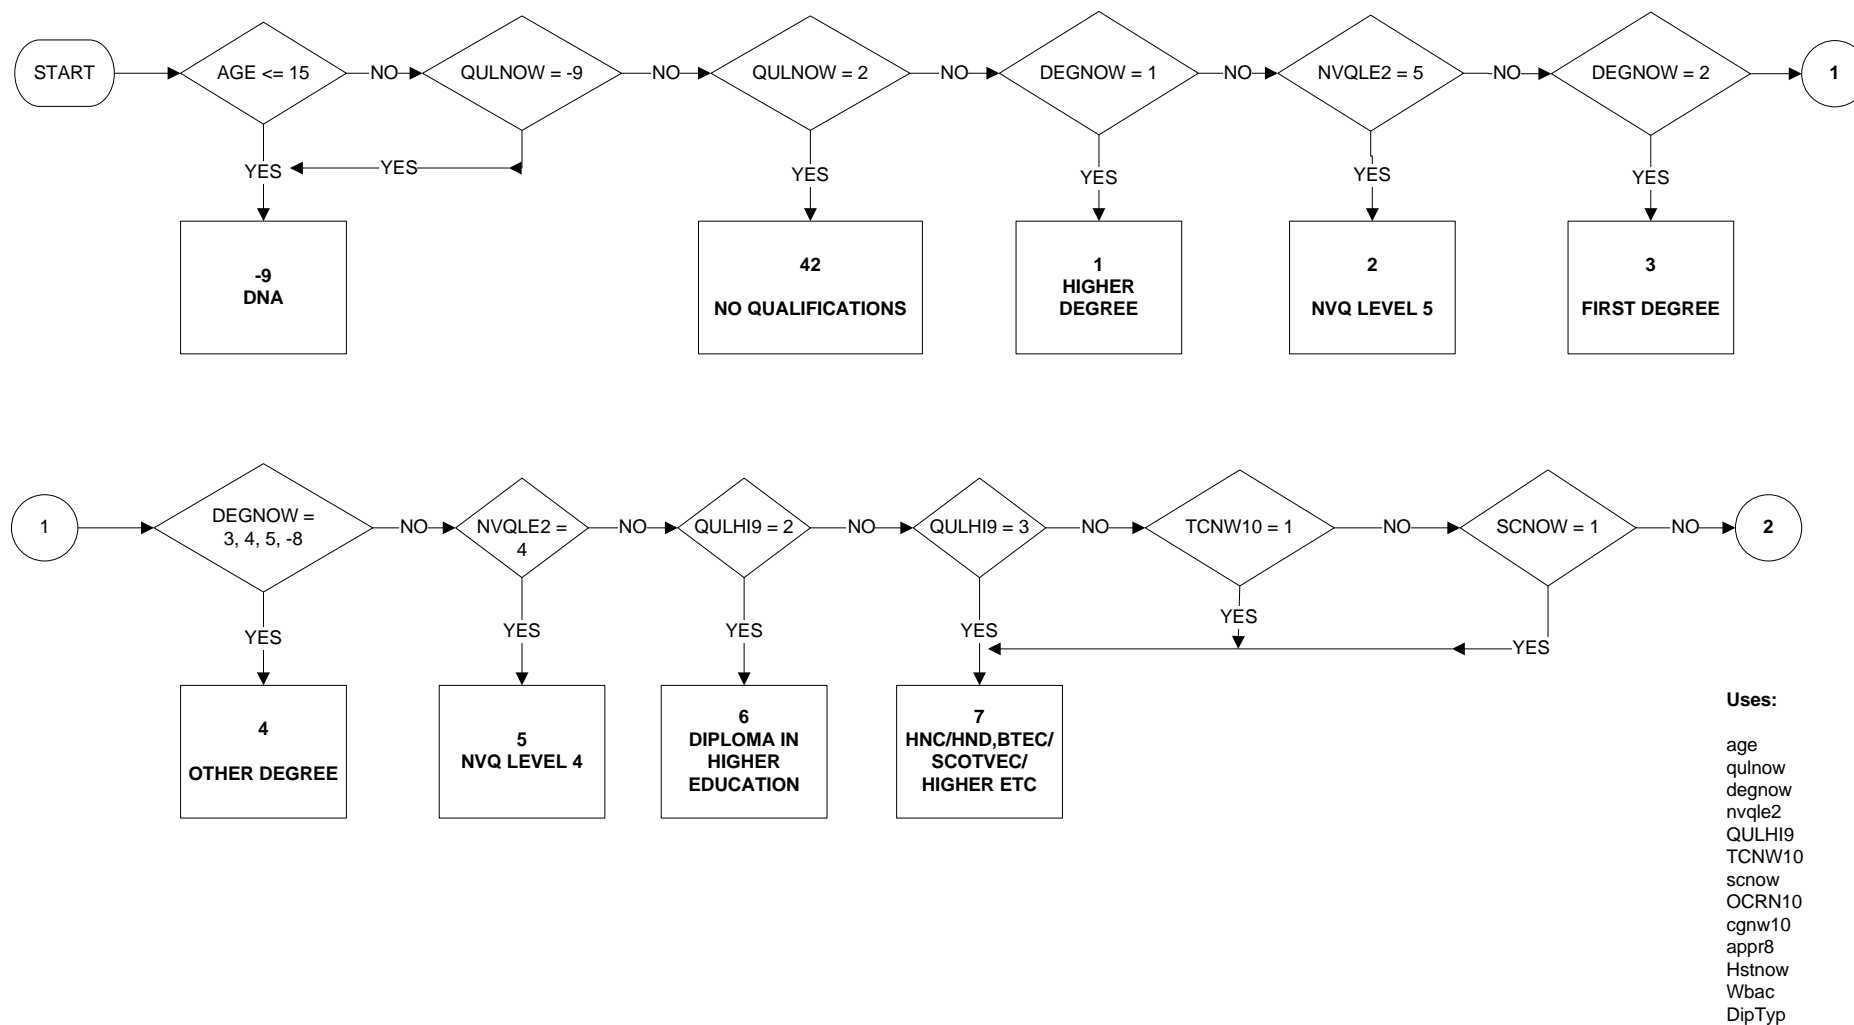 START
AGE <= 15
NO
QULNOW = -9
NO
QULNOW = 2
NO
DEGNOW = 1
NO
NVQLE2 = 5
NO
DEGNOW = 2
1
YES
YES
YES
YES
YES
YES
-9
DNA
42
NO QUALIFICATIONS
1
HIGHER
DEGREE
2
NVQ LEVEL 5
3
FIRST DEGREE
1
DEGNOW =
3, 4, 5, -8
NO
NVQLE2 =
4
NO
QULHI9 = 2
NO
QULHI9 = 3
NO
TCNW10 = 1
NO
SCNOW = 1
NO
2
YES
YES
YES
YES
YES
YES
4
OTHER DEGREE
5
NVQ LEVEL 4
6
DIPLOMA IN
HIGHER
EDUCATION
7
HNC/HND,BTEC/
SCOTVEC/
HIGHER ETC
Uses:
age
qulnow
degnow
nvqle2
QULHI9
TCNW10
scnow
OCRN10
cgnw10
appr8
Hstnow
Wbac
DipTyp